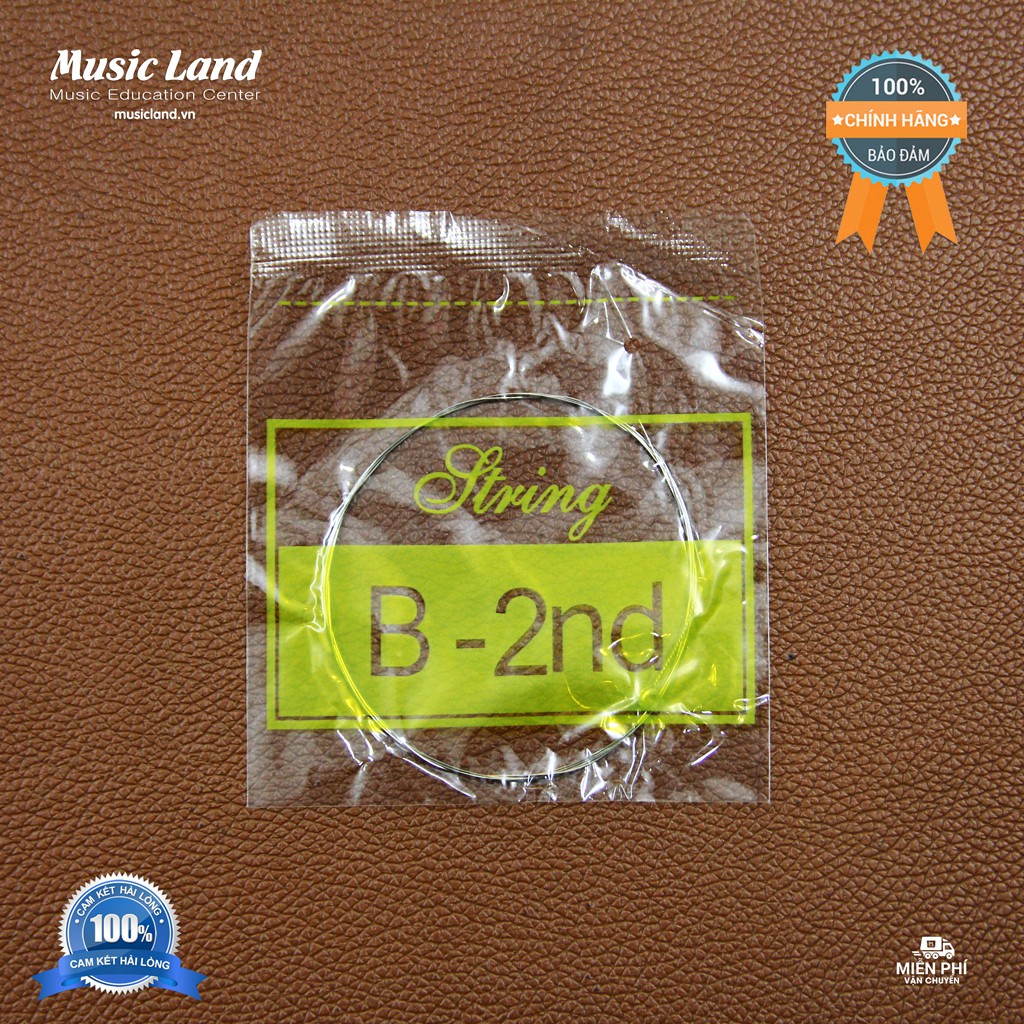 Music Land
Music Education Center
musicland.vn
100%
CHÍNH HÃNG
BẢO ĐẢM
String
B - 2nd
CAM KẾT HÀI LÒNG
100%
CAM KẾT HÀI LÒNG
MIỄN PHÍ
VẬN CHUYỂN